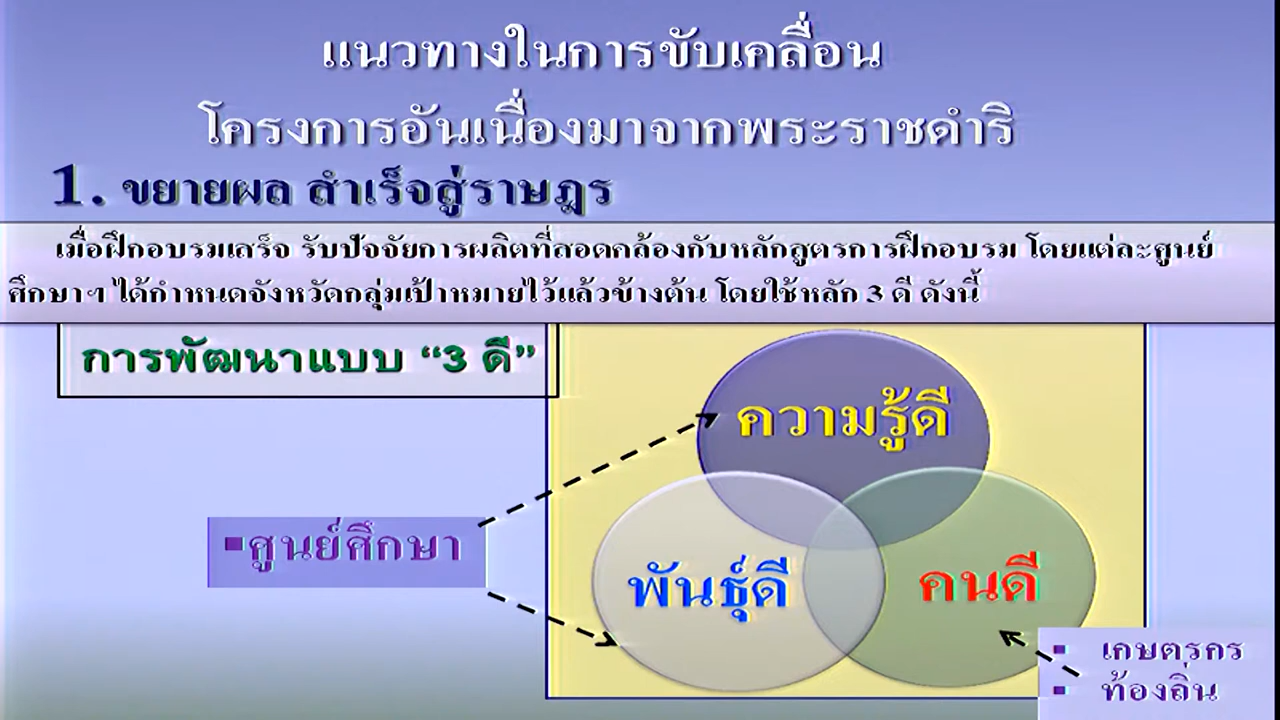 แนวทางในการขับเคลื่อน
โครงการอันเนื่องมาจากพระราชดำริ
1. ขยายผล สำเร็จสู่ราษฎร
เมื่อฝึกอบรมเสร็จ รับปัจจัยการผลิตที่สอดคล้องกับหลักสูตรการฝึกอบรม โดยแต่ละศูนย์
ศึกษาฯ ได้กำหนดจังหวัดกลุ่มเป้าหมายไว้แล้วข้างต้น โดยใช้หลัก 3 ดี ดังนี้
การพัฒนาแบบ “3 ดี”
ความรู้ดี
▪ศูนย์ศึกษา
พันธุ์ดี
คนดี
▪ เกษตรกร
▪ ท้องถิ่น